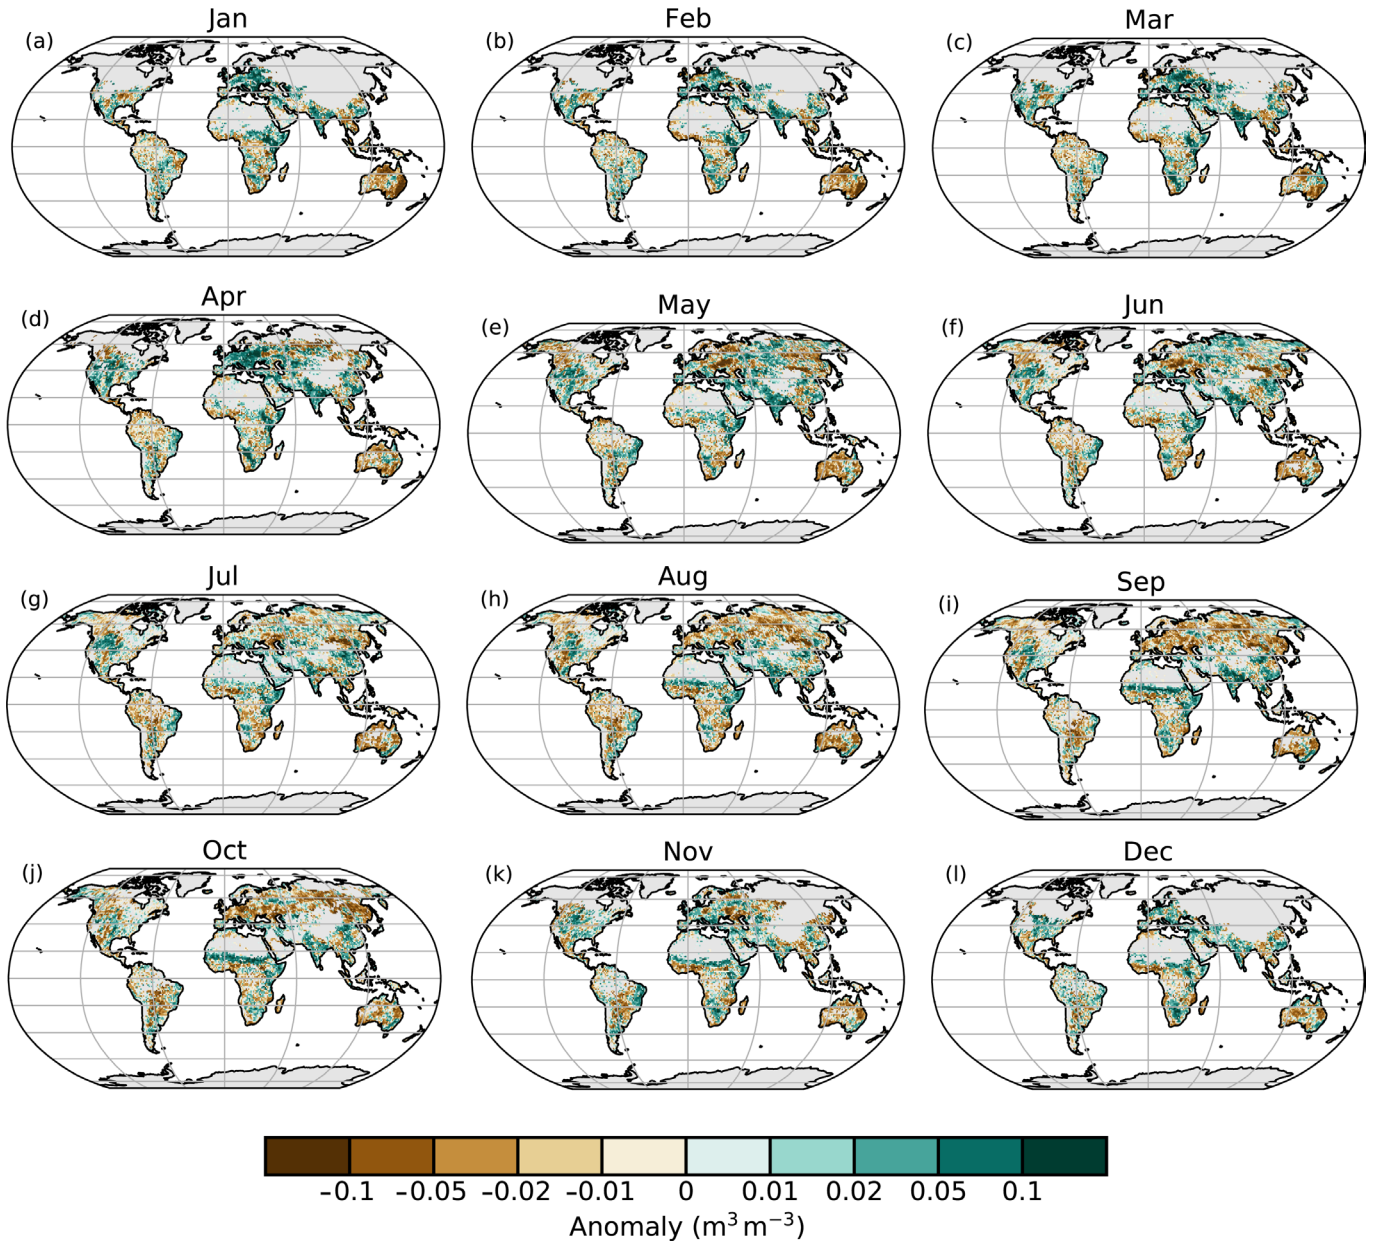 Jan
Feb
Mar
(a)
(b)
(c)
Apr
May
Jun
(d)
(e)
(f)
Jul
Aug
Sep
(g)
(h)
(i)
Oct
Nov
Dec
(j)
(k)
(l)
−0.1 −0.05 −0.02 −0.01 0 0.01 0.02 0.05 0.1
Anomaly (m³ m⁻³)